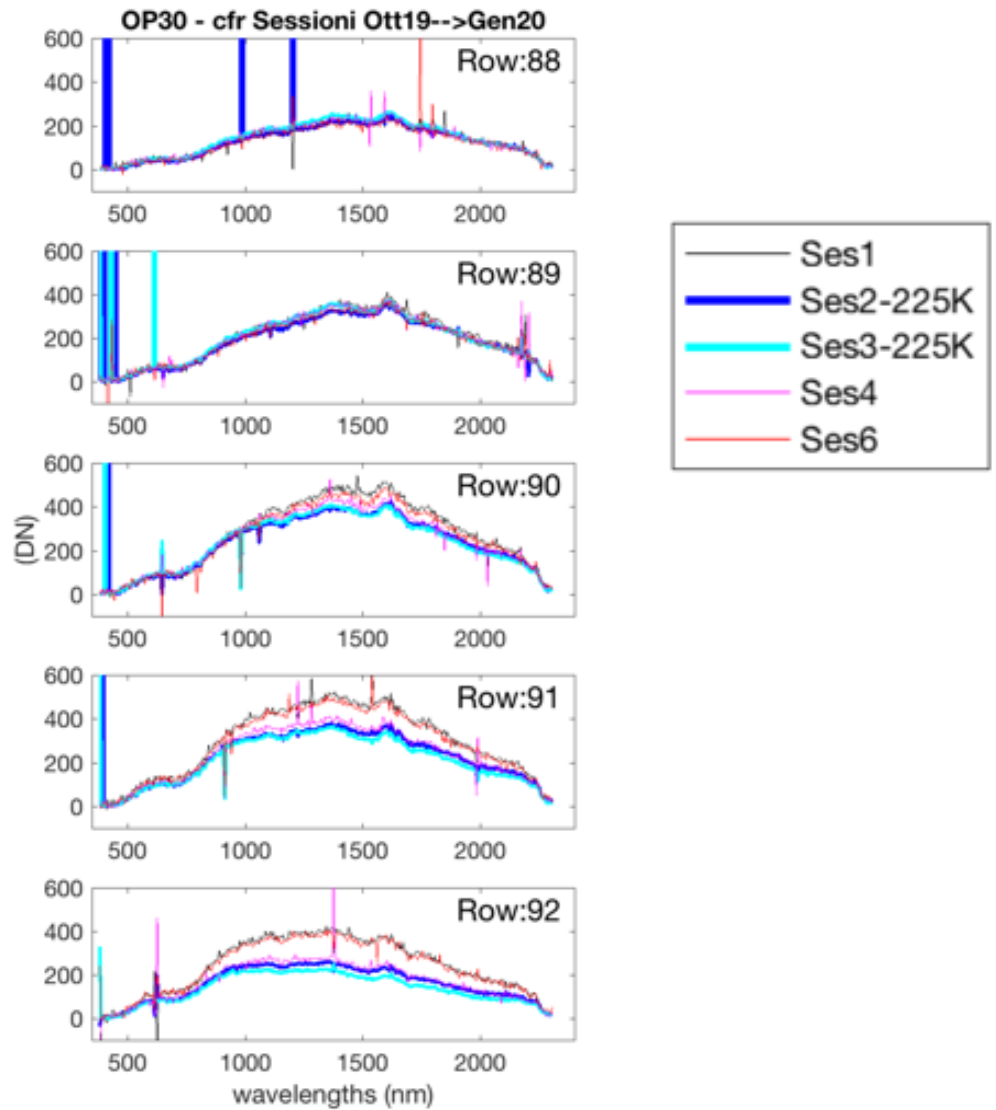 OP30 - cfr Sessioni Ott19-->Gen20
600
400
200
0
Row:88
500 1000 1500 2000
600
400
200
0
Row:89
500 1000 1500 2000
600
400
200
0
Row:90
500 1000 1500 2000
(DN)
600
400
200
0
Row:91
500 1000 1500 2000
600
400
200
0
Row:92
500 1000 1500 2000
wavelengths (nm)
Ses1
Ses2-225K
Ses3-225K
Ses4
Ses6